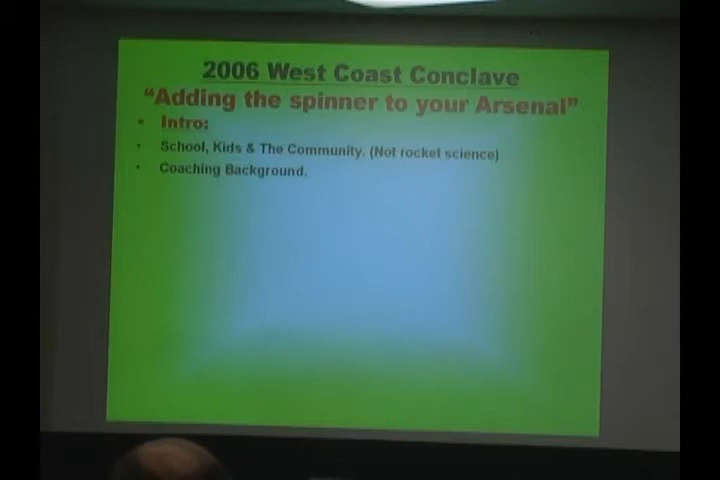 2006 West Coast Conclave
“Adding the spinner to your Arsenal”
• Intro:
• School, Kids & The Community. (Not rocket science)
• Coaching Background.